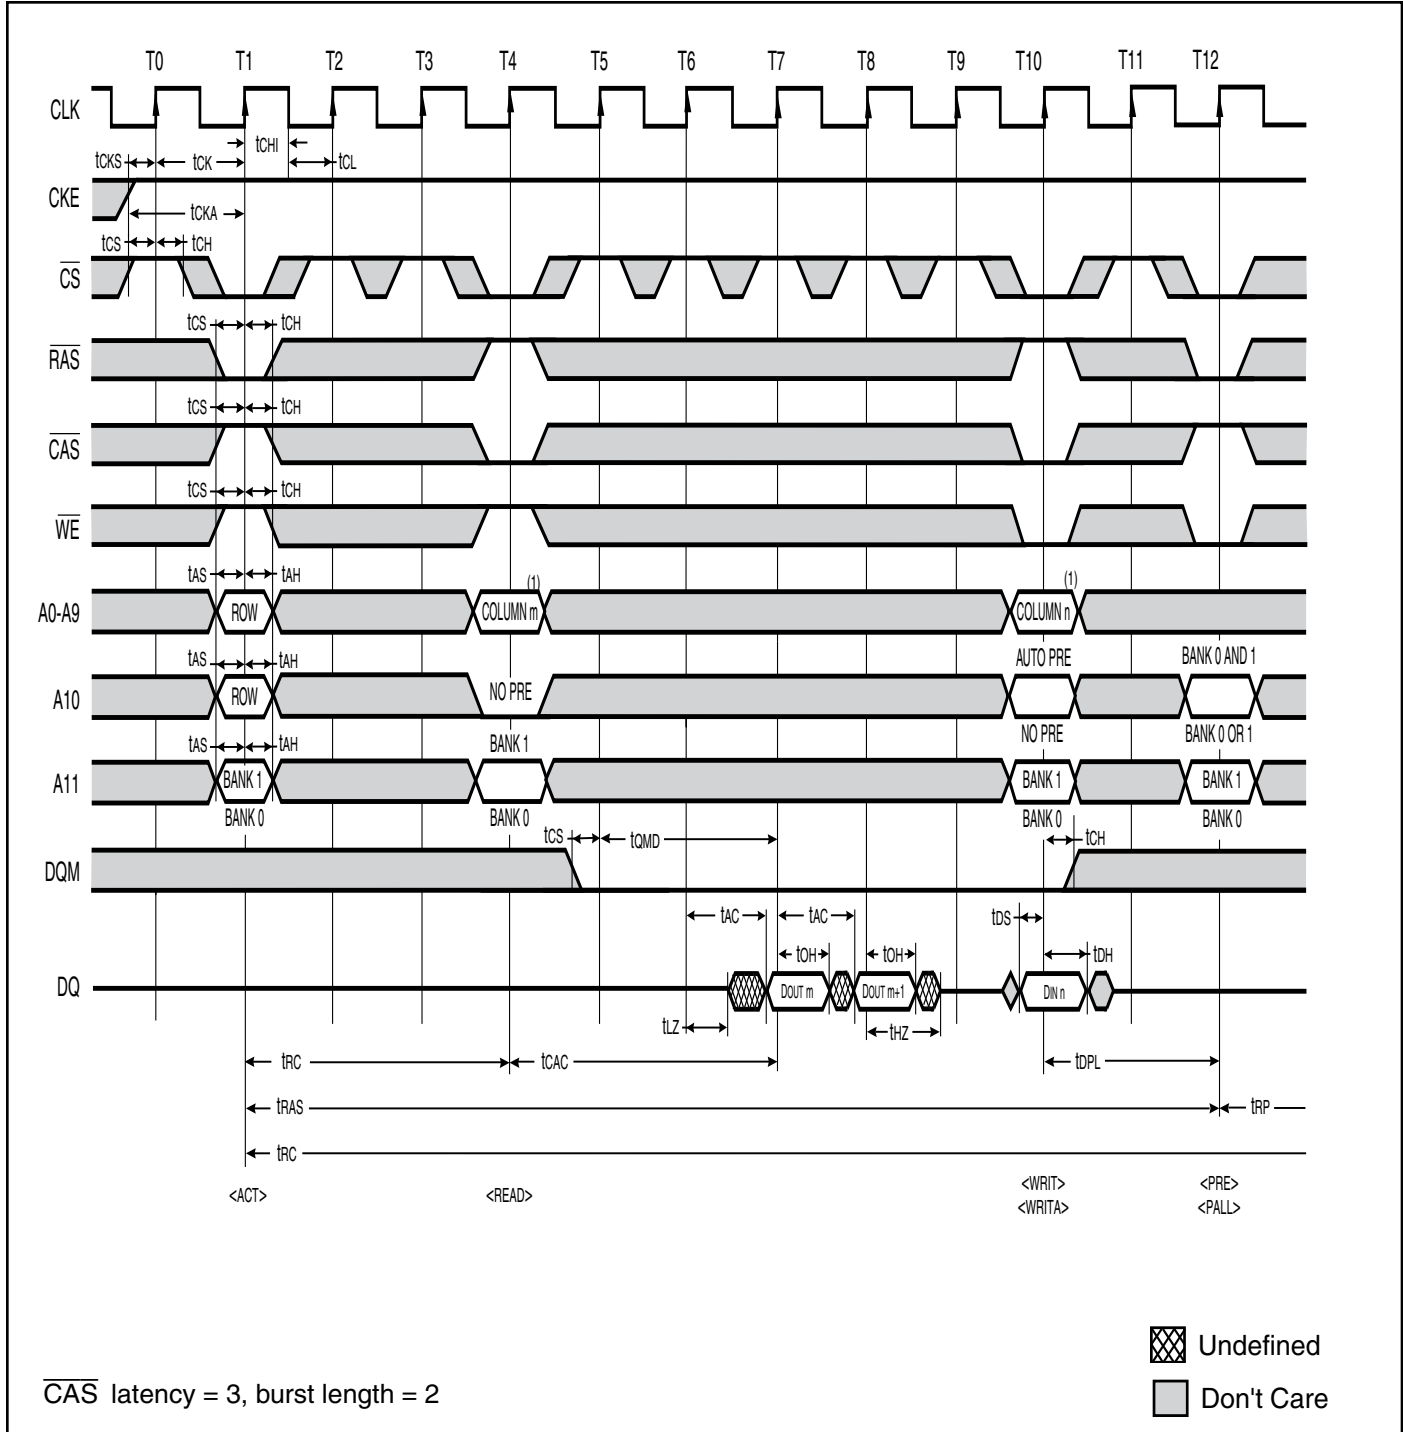 T0 T1 T2 T3 T4 T5 T6 T7 T8 T9 T10 T11 T12
CLK
tCHI
tCKS tCK tCL
CKE
tCKA
tCS tCH
CS
tCS tCH
RAS
tCS tCH
CAS
tCS tCH
WE
tAS tAH
(1) (1)
A0-A9 ROW COLUMN m COLUMN n
tAS tAH AUTO PRE BANK 0 AND 1
A10 ROW NO PRE
tAS tAH BANK 1 NO PRE BANK 0 OR 1
A11 BANK 1 BANK 1 BANK 1
BANK 0 BANK 0 BANK 0 BANK 0
tCS tQMD tCH
DQM
tAC tAC tDS
tOH tOH tDH
DQ DOUT m DOUT m+1 DIN n
tLZ tHZ
tRC tCAC tDPL
tRAS tRP
tRC
<ACT> <READ> <WRIT> <PRE>
<WRITA> <PALL>
Undefined
CAS latency = 3, burst length = 2
Don't Care